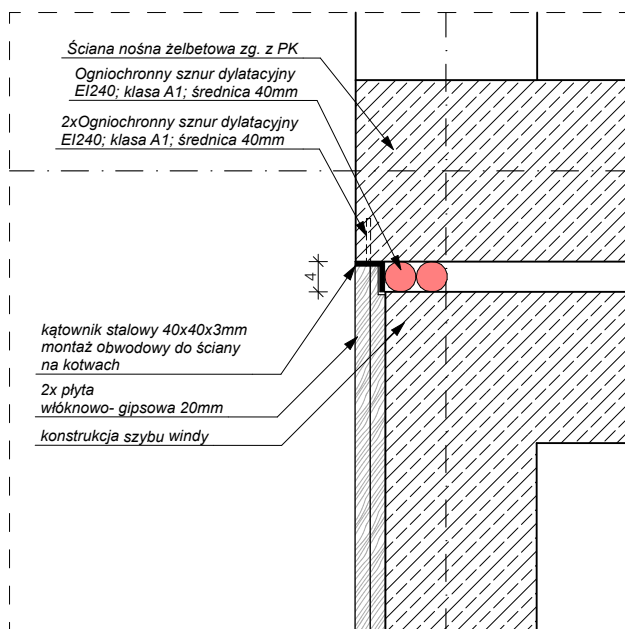 Ściana nośna żelbetowa zg. z PK
Ogniochronny sznur dylatacyjny
EI240; klasa A1; średnica 40mm
2xOgniochronny sznur dylatacyjny
EI240; klasa A1; średnica 40mm
4
kątownik stalowy 40x40x3mm
montaż obwodowy do ściany
na kotwach
2x płyta
włóknowo- gipsowa 20mm
konstrukcja szybu windy